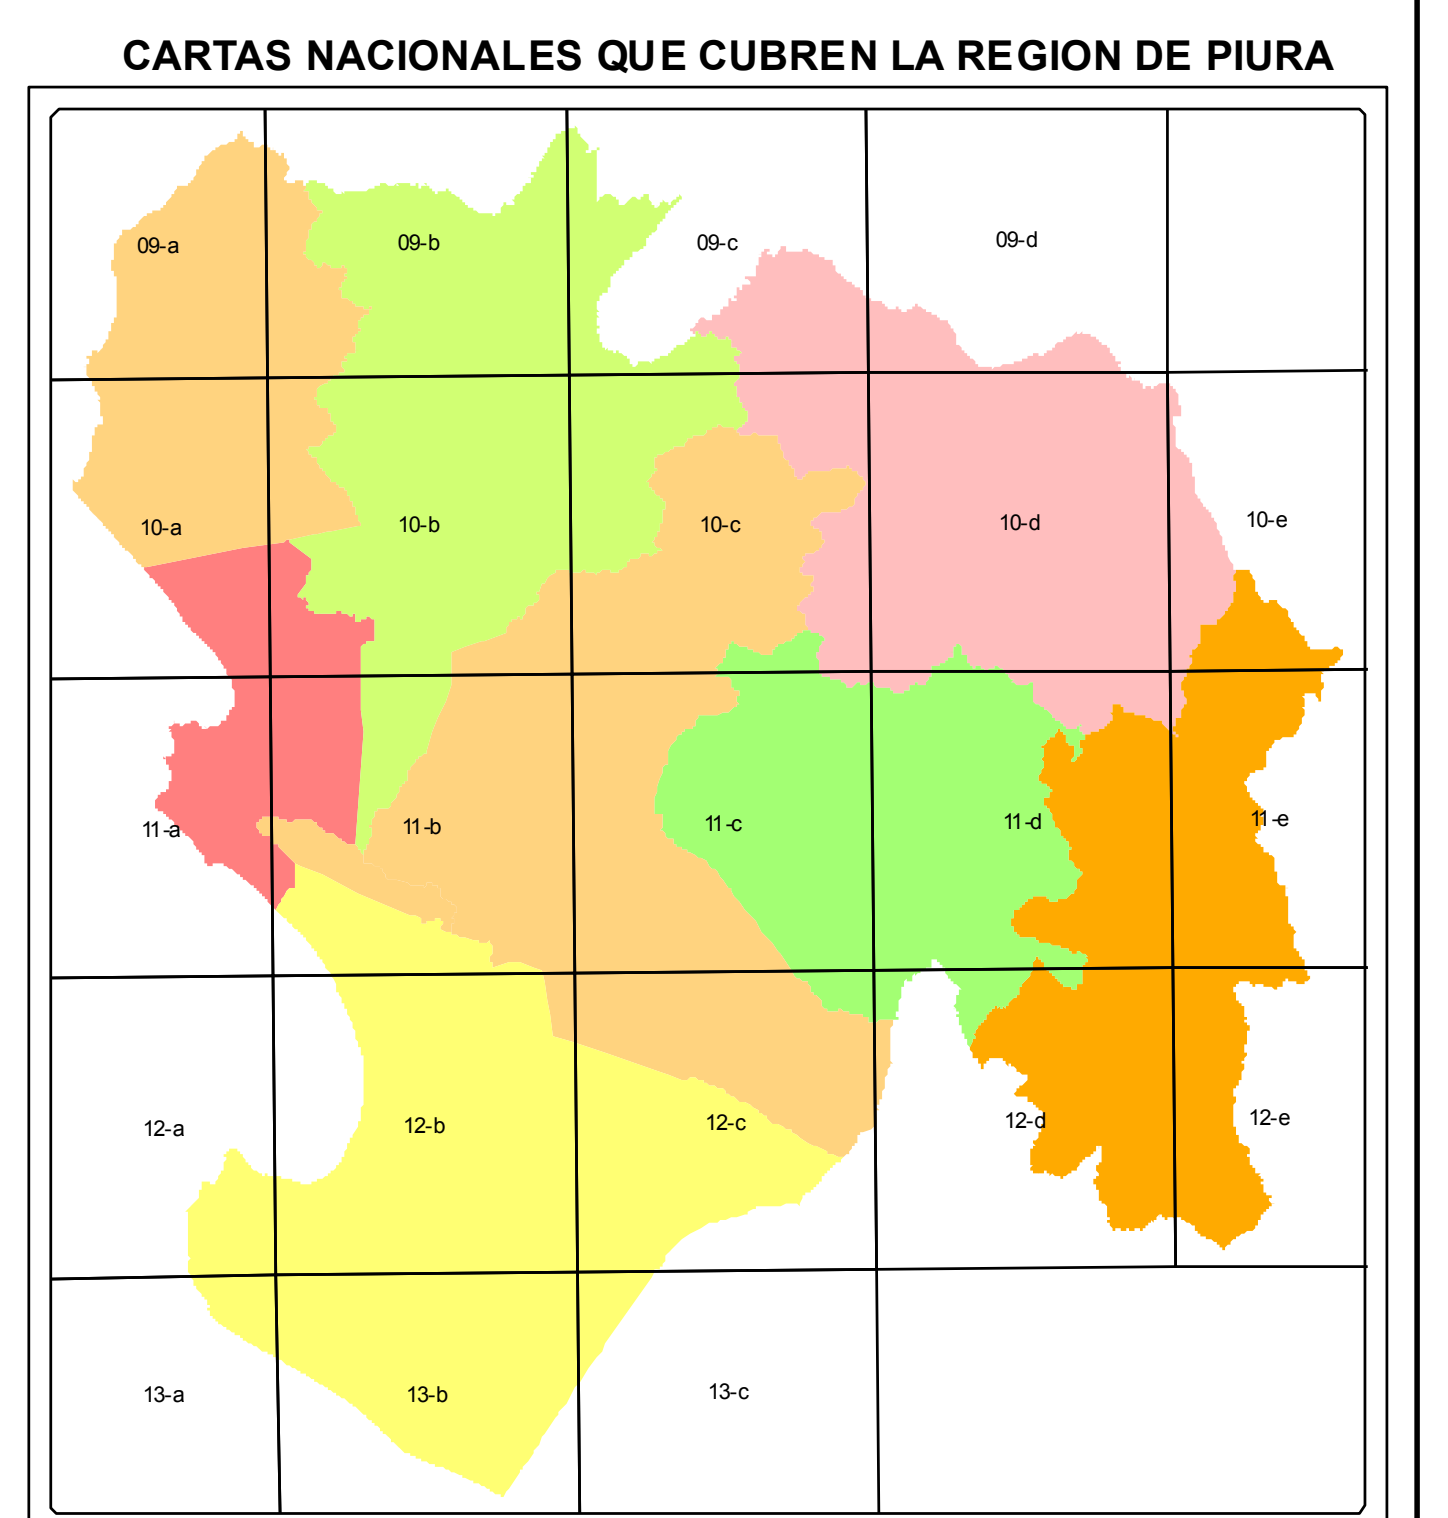 CARTAS NACIONALES QUE CUBREN LA REGION DE PIURA
09-a
09-b
09-c
09-d
10-a
10-b
10-c
10-d
10-e
11-a
11-b
11-c
11-d
11-e
12-a
12-b
12-c
12-d
12-e
13-a
13-b
13-c